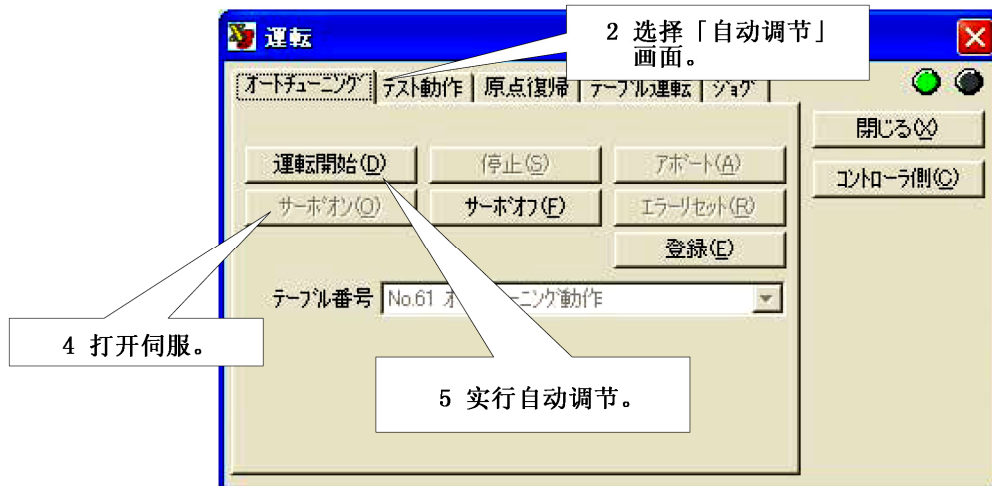 運転
2 选择「自动调节」
画面。
オートチューニング
テスト動作
原点復帰
テーブル運転
ジョグ
閉じる(X)
運転開始(D)
停止(S)
アボート(A)
コントローラ側(C)
サーボオン(O)
サーボオフ(F)
エラーリセット(R)
登録(E)
テーブル番号
No.61 オ ューニング動作
4 打开伺服。
5 实行自动调节。